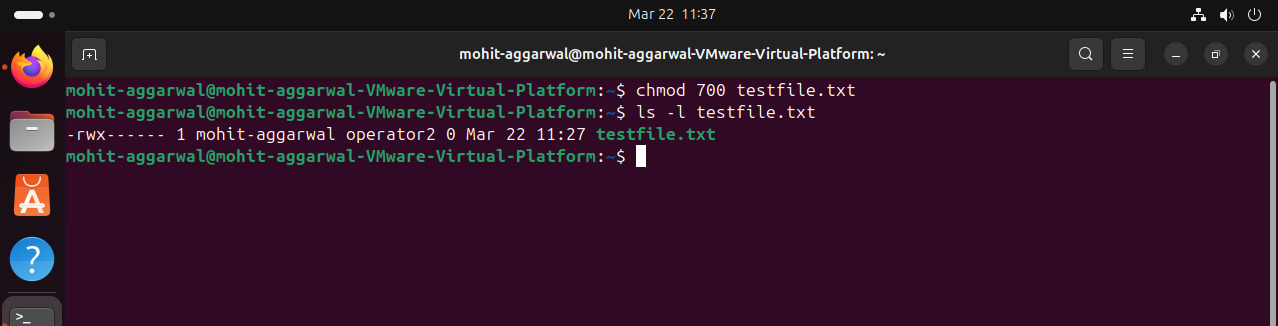 Mar 22 11:37
mohit-aggarwal@mohit-aggarwal-VMware-Virtual-Platform: ~
mohit-aggarwal@mohit-aggarwal-VMware-Virtual-Platform:~$ chmod 700 testfile.txt
mohit-aggarwal@mohit-aggarwal-VMware-Virtual-Platform:~$ ls -l testfile.txt
-rwx------ 1 mohit-aggarwal operator2 0 Mar 22 11:27 testfile.txt
mohit-aggarwal@mohit-aggarwal-VMware-Virtual-Platform:~$